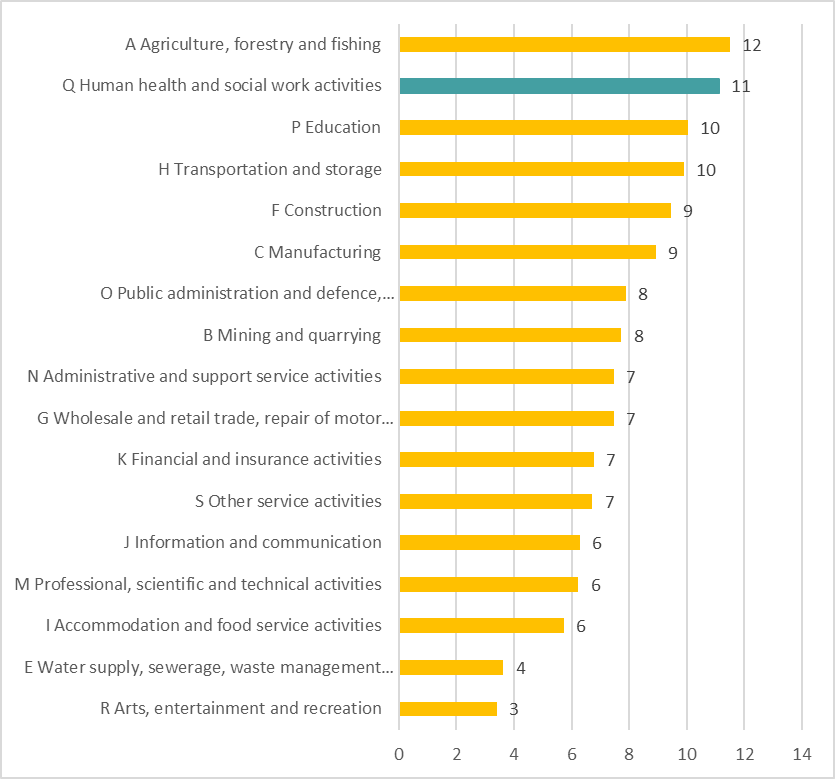 A Agriculture, forestry and fishing 12
Q Human health and social work activities 11
P Education 10
H Transportation and storage 10
F Construction 9
C Manufacturing 9
O Public administration and defence,... 8
B Mining and quarrying 8
N Administrative and support service activities 7
G Wholesale and retail trade, repair of motor... 7
K Financial and insurance activities 7
S Other service activities 7
J Information and communication 6
M Professional, scientific and technical activities 6
I Accommodation and food service activities 6
E Water supply, sewerage, waste management... 4
R Arts, entertainment and recreation 3
0 2 4 6 8 10 12 14